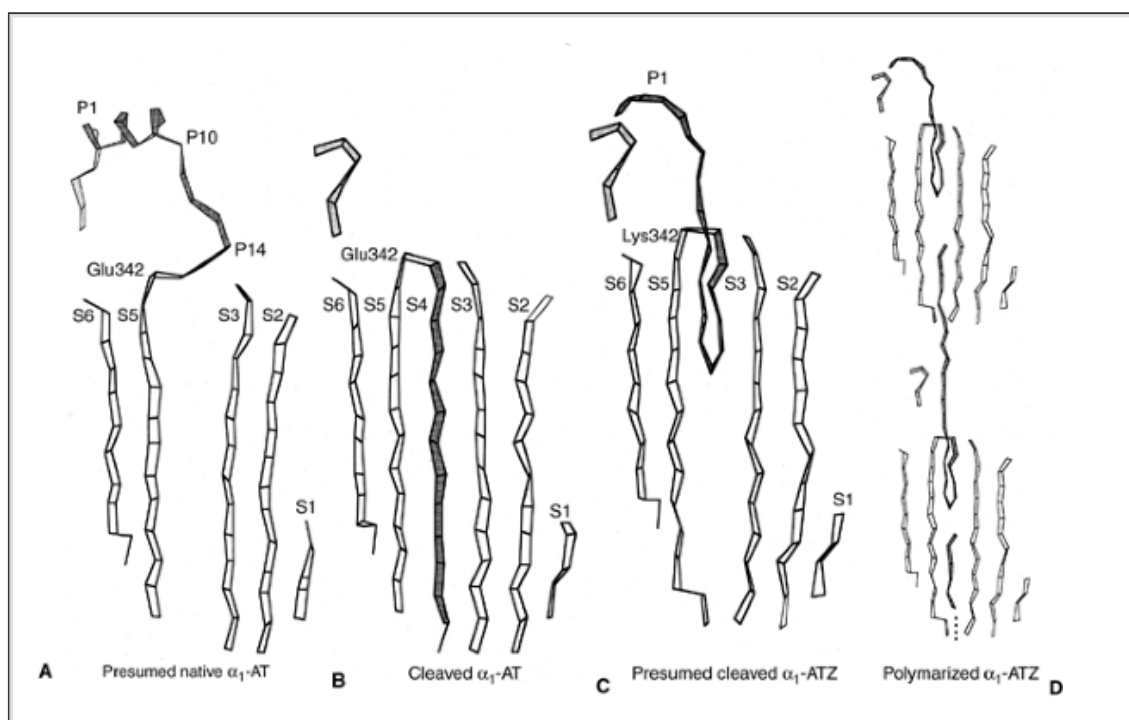 P1
P10
P14
Glu342
S6
S5
S3
S2
S1
A
Presumed native α₁-AT
Glu342
S6
S5
S4
S3
S2
S1
B
Cleaved α₁-AT
P1
Lys342
S6
S5
S3
S2
S1
C
Presumed cleaved α₁-ATZ
Polymarized α₁-ATZ
D